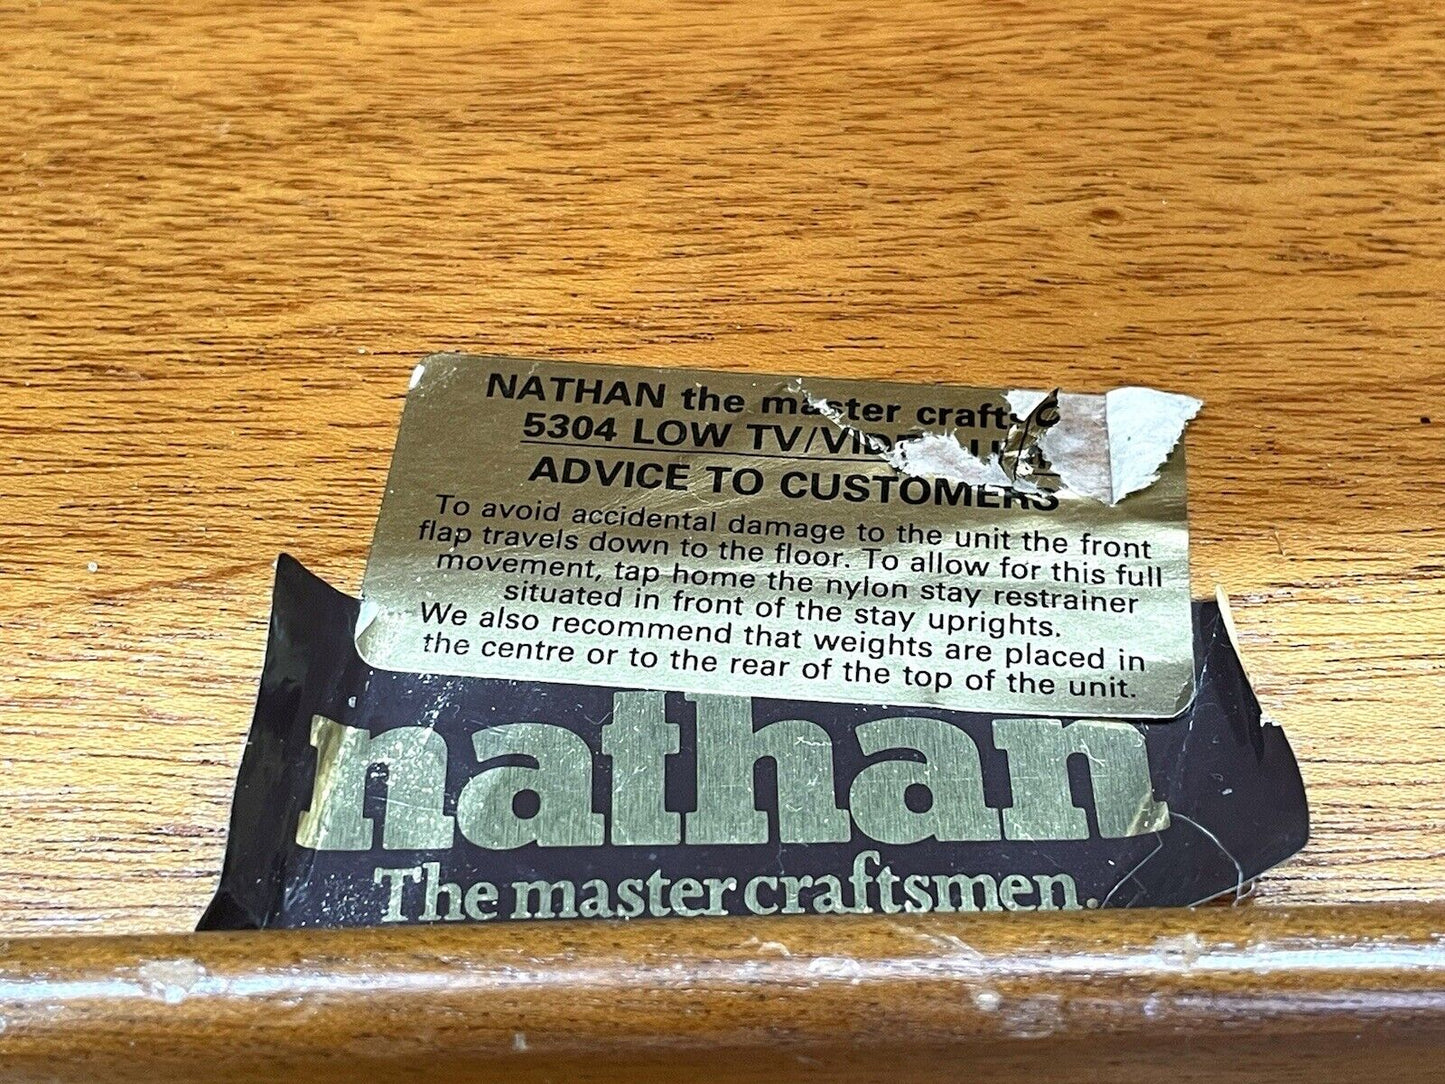 NATHAN the master
5304 LOW TV/
ADVICE TO CUSTOMERS
To avoid accidental damage to the unit the front
flap travels down to the floor. To allow for this full
movement, tap home the nylon stay restrainer
situated in front of the stay uprights.
We also recommend that weights are placed in
the centre or to the rear of the top of the unit.
nathan
The master craftsmen.